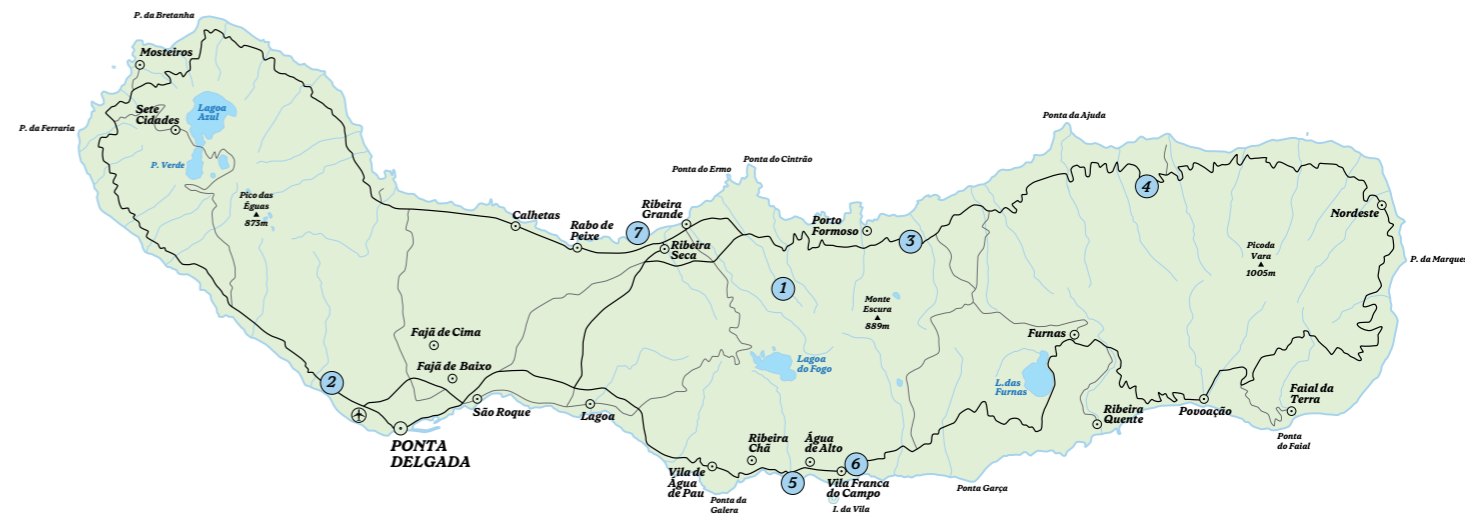 P. da Bretanha
Mosteiros
Sete
Cidades
Lagoa
Azul
P. da Ferraria
P. Verde
Pico das
Éguas
873m
Calhetas
Rabo de
Peixe
7
Ribeira
Grande
Ribeira
Seca
Ponta do Ermo
Ponta do Cintrão
Porto
Formoso
3
Ponta da Ajuda
4
Nordeste
Picoda
Vara
1005m
P. da Marques
1
Monte
Escura
889m
Fajã de Cima
Fajã de Baixo
2
São Roque
Lagoa
PONTA
DELGADA
Lagoa
do Fogo
Furnas
L.das
Furnas
Ribeira
Quente
Povoação
Faial da
Terra
Ponta
do Faial
Vila de
Água
de Pau
Ribeira
Chã
Água
de Alto
6
5
Vila Franca
do Campo
Ponta da
Galera
I. da Vila
Ponta Garça